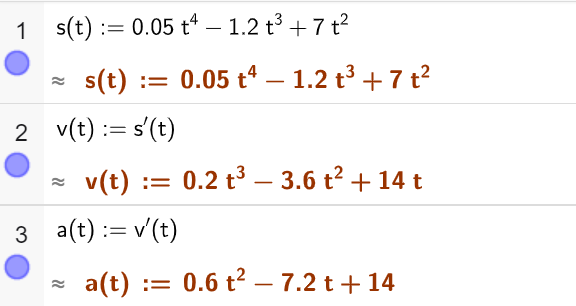 1 s(t) := 0.05 t⁴ − 1.2 t³ + 7 t²
≈ s(t) := 0.05 t⁴ − 1.2 t³ + 7 t²
2 v(t) := s′(t)
≈ v(t) := 0.2 t³ − 3.6 t² + 14 t
3 a(t) := v′(t)
≈ a(t) := 0.6 t² − 7.2 t + 14